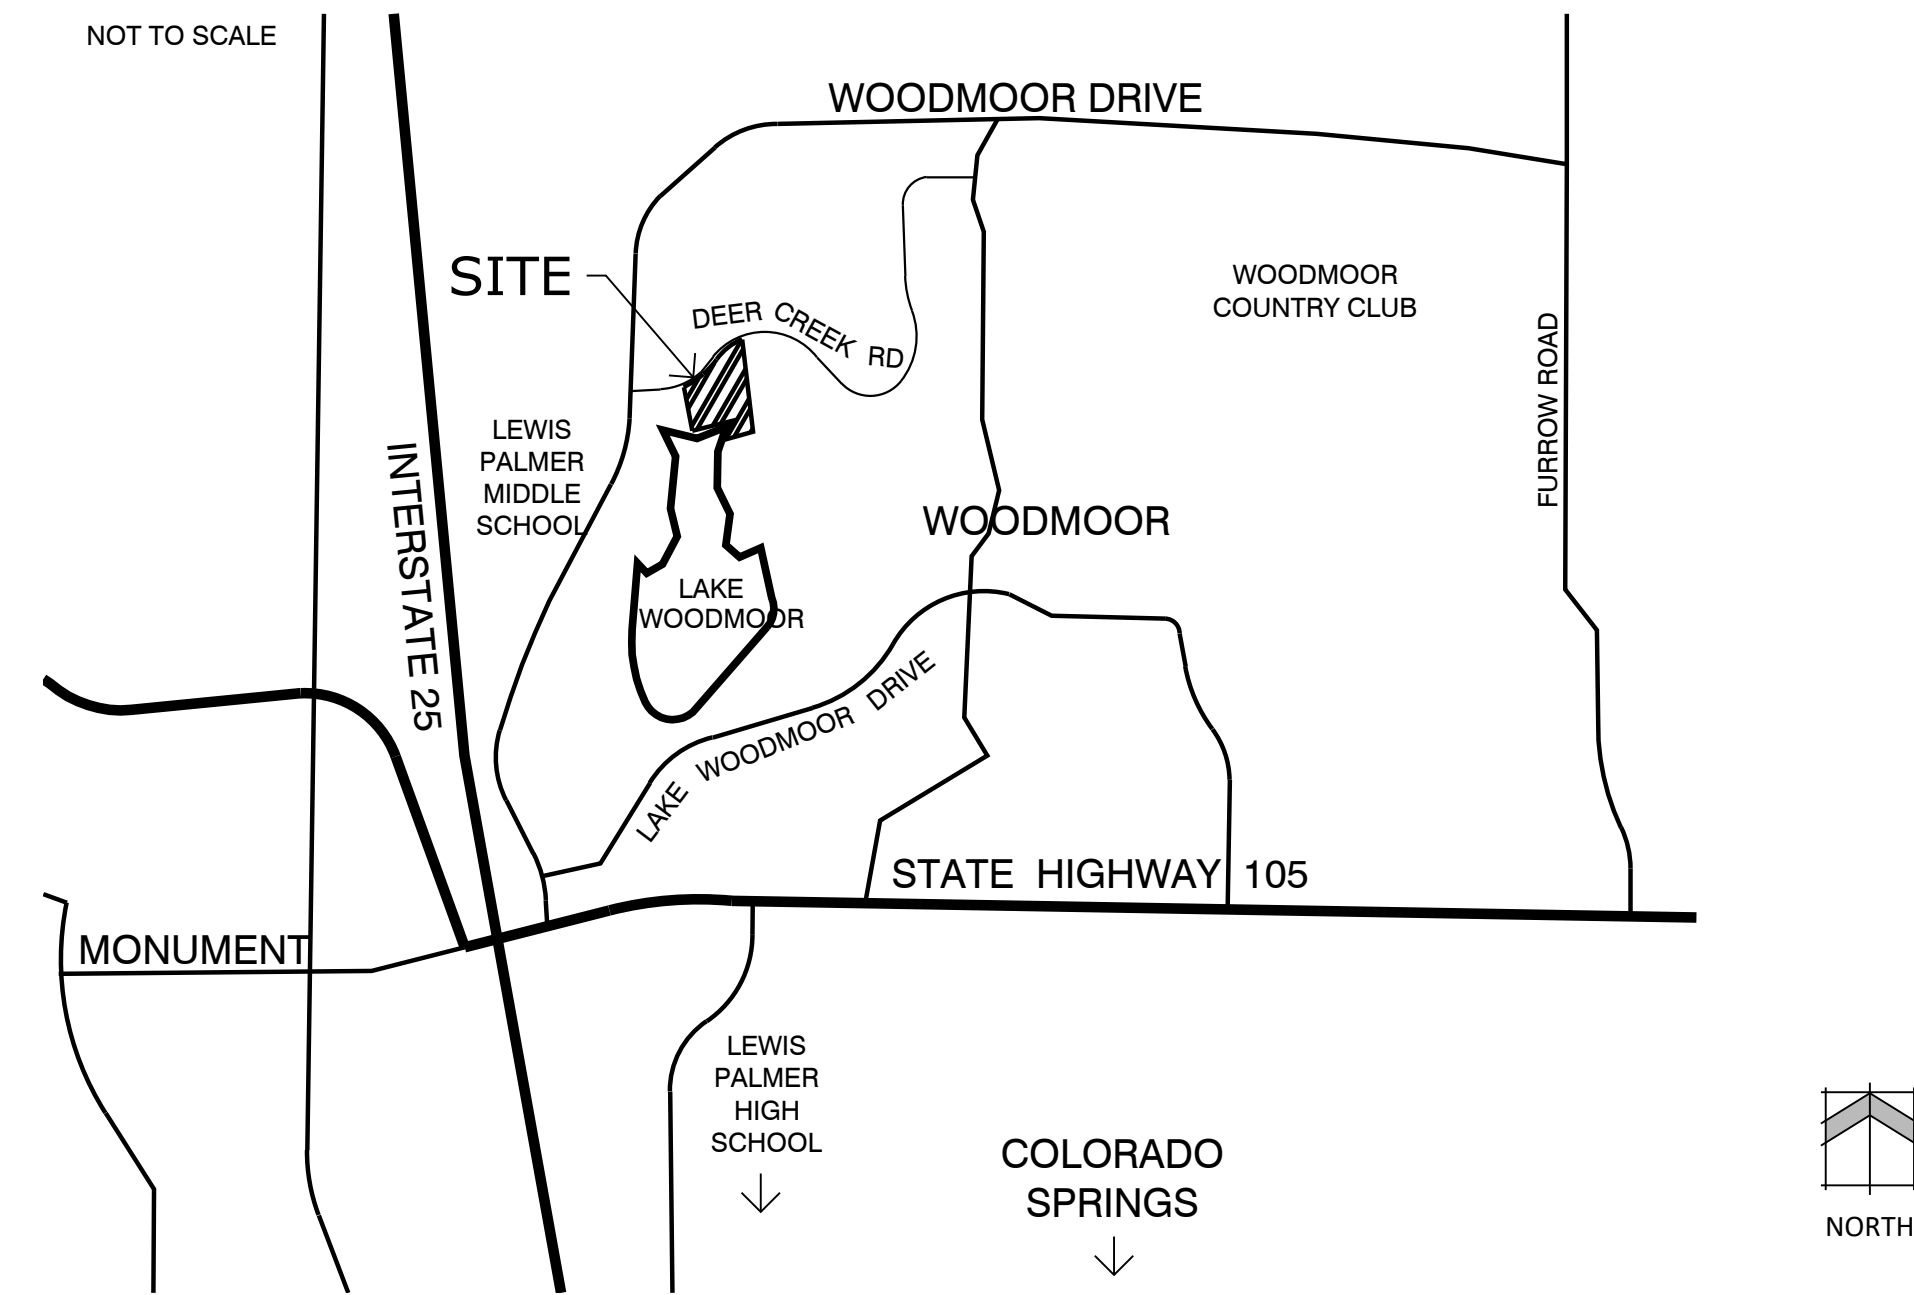 NOT TO SCALE
WOODMOOR DRIVE
SITE
WOODMOOR
COUNTRY CLUB
DEER CREEK RD
FURROW ROAD
LEWIS
PALMER
MIDDLE
SCHOOL
INTERSTATE 25
WOODMOOR
LAKE
WOODMOOR
LAKE WOODMOOR DRIVE
STATE HIGHWAY 105
MONUMENT
LEWIS
PALMER
HIGH
SCHOOL
COLORADO
SPRINGS
NORTH